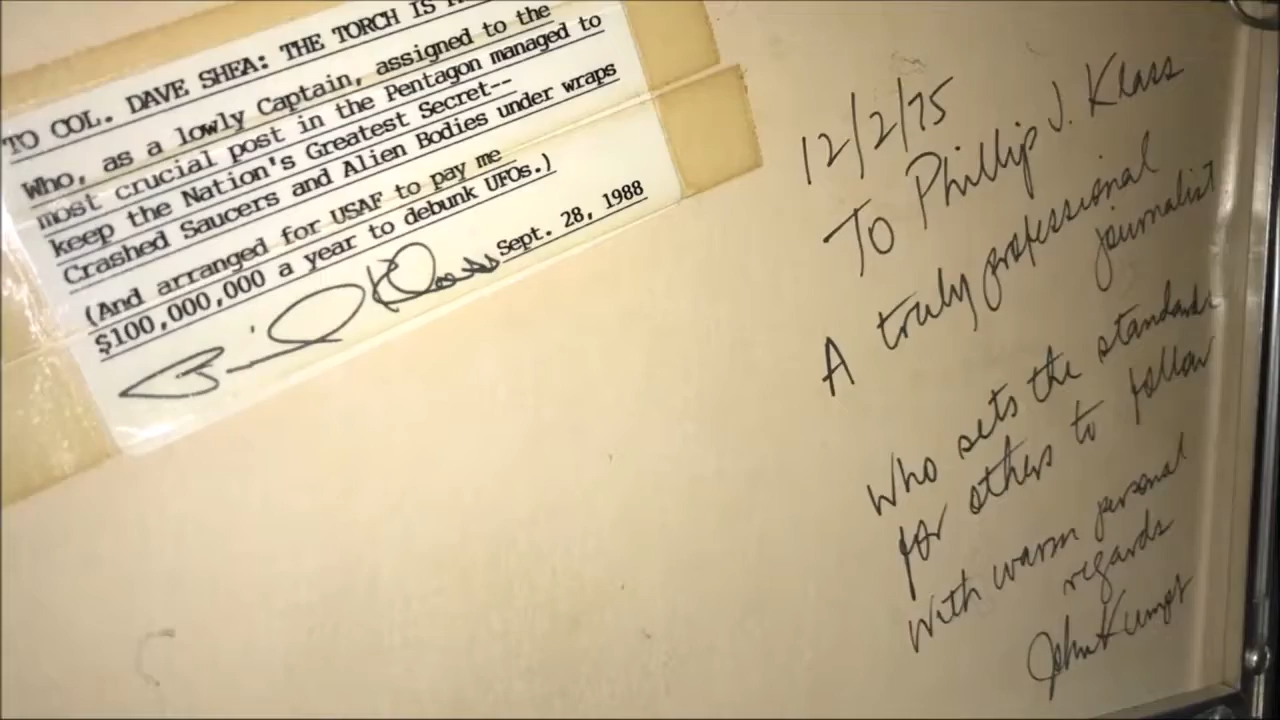 TO COL. DAVE SHEA: THE TORCH IS
Who, as a lowly Captain, assigned to the
most crucial post in the Pentagon managed to
keep the Nation's Greatest Secret--
Crashed Saucers and Alien Bodies under wraps
(And arranged for USAF to pay me
$100,000,000 a year to debunk UFOs.)
Sept. 28, 1988
12/2/75
To Phillip J. Klass
A truly professional
journalist
Who sets the standards
for others to follow
With warm personal
regards
John